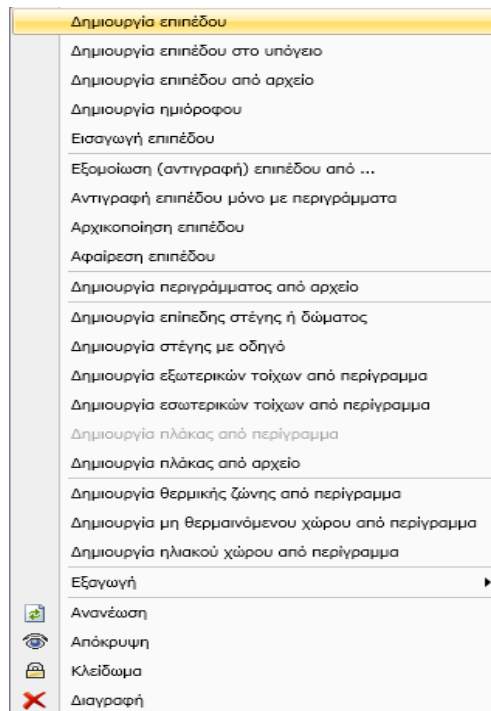 Δημιουργία επιπέδου
Δημιουργία επιπέδου στο υπόγειο
Δημιουργία επιπέδου από αρχείο
Δημιουργία ημιόροφου
Εισαγωγή επιπέδου
Εξομοίωση (αντιγραφή) επιπέδου από ...
Αντιγραφή επιπέδου μόνο με περιγράμματα
Αρχικοποίηση επιπέδου
Αφαίρεση επιπέδου
Δημιουργία περιγράμματος από αρχείο
Δημιουργία επίπεδης στέγης ή δώματος
Δημιουργία στέγης με οδηγό
Δημιουργία εξωτερικών τοίχων από περίγραμμα
Δημιουργία εσωτερικών τοίχων από περίγραμμα
Δημιουργία πλάκας από περίγραμμα
Δημιουργία πλάκας από αρχείο
Δημιουργία θερμικής ζώνης από περίγραμμα
Δημιουργία μη θερμαινόμενου χώρου από περίγραμμα
Δημιουργία ηλιακού χώρου από περίγραμμα
Εξαγωγή
Ανανέωση
Απόκρυψη
Κλείδωμα
Διαγραφή